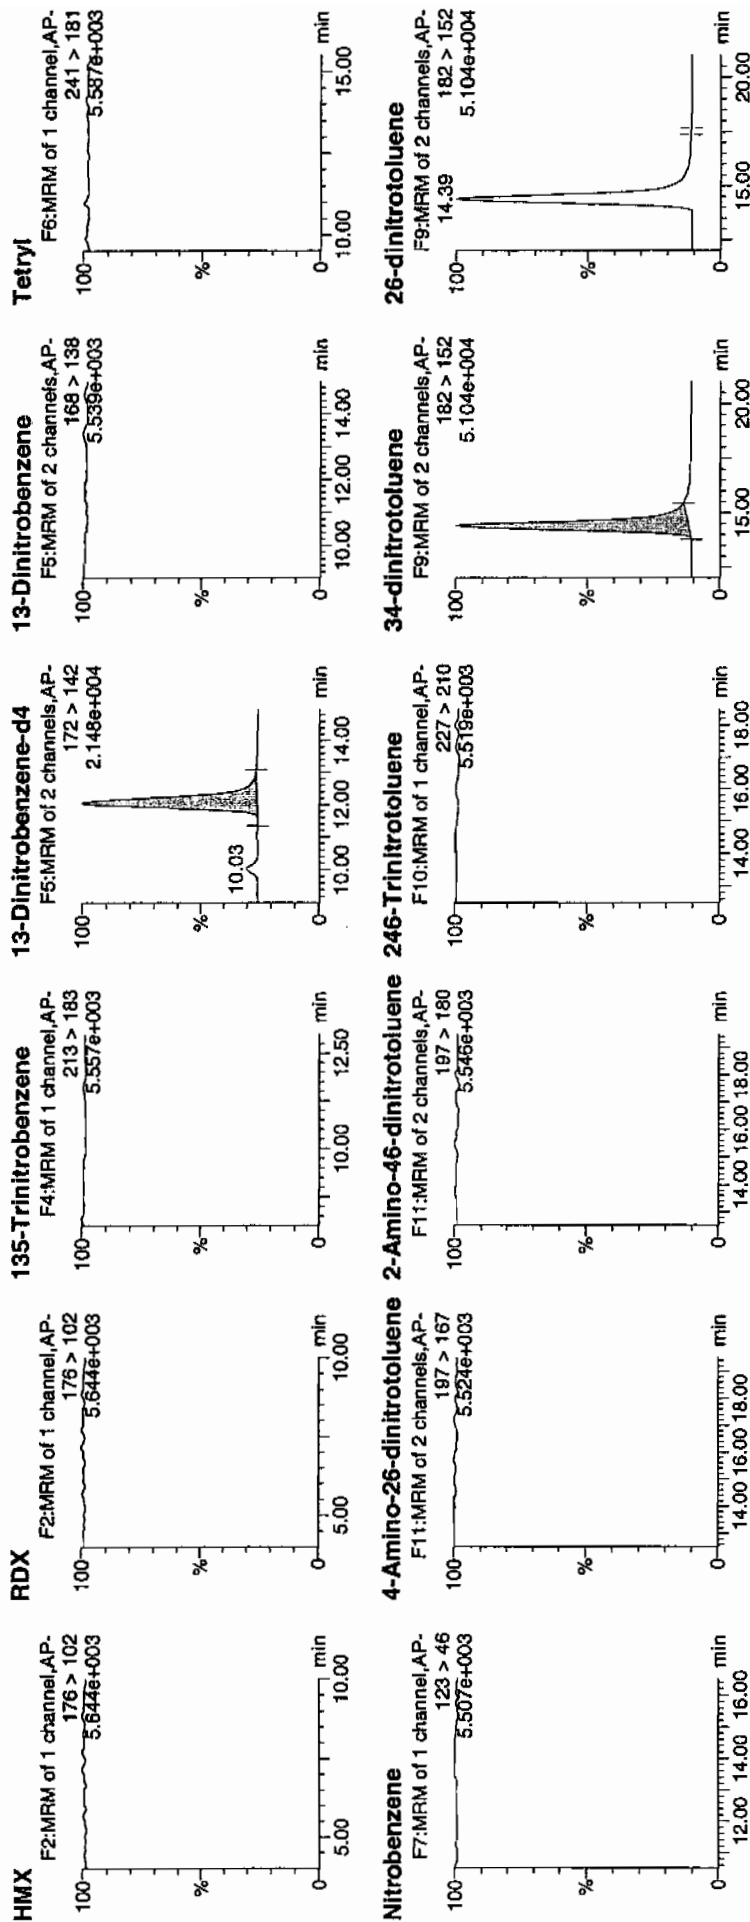 HMX
F2:MRM of 1 channel,AP-
176 > 102
5.644e+003
100
%
0
5.00
10.00
min
RDX
F2:MRM of 1 channel,AP-
176 > 102
5.644e+003
100
%
0
5.00
10.00
min
135-Trinitrobenzene
F4:MRM of 1 channel,AP-
213 > 183
5.557e+003
100
%
0
10.00
12.50
min
13-Dinitrobenzene-d4
F5:MRM of 2 channels,AP-
172 > 142
2.148e+004
100
%
0
10.03
10.00
12.00
14.00
min
13-Dinitrobenzene
F5:MRM of 2 channels,AP-
168 > 138
5.539e+003
100
%
0
10.00
12.00
14.00
min
Tetryl
F6:MRM of 1 channel,AP-
241 > 181
5.587e+003
100
%
0
10.00
15.00
min
Nitrobenzene
F7:MRM of 1 channel,AP-
123 > 46
5.507e+003
100
%
0
12.00
14.00
16.00
min
4-Amino-26-dinitrotoluene
F11:MRM of 2 channels,AP-
197 > 167
5.524e+003
100
%
0
14.00
16.00
18.00
min
2-Amino-46-dinitrotoluene
F11:MRM of 2 channels,AP-
197 > 180
5.546e+003
100
%
0
14.00
16.00
18.00
min
246-Trinitrotoluene
F10:MRM of 1 channel,AP-
227 > 210
5.519e+003
100
%
0
14.00
16.00
18.00
min
34-dinitrotoluene
F9:MRM of 2 channels,AP-
182 > 152
5.104e+004
100
%
0
15.00
20.00
min
26-dinitrotoluene
F9:MRM of 2 channels,AP-
182 > 152
5.104e+004
100
14.39
%
0
15.00
20.00
min